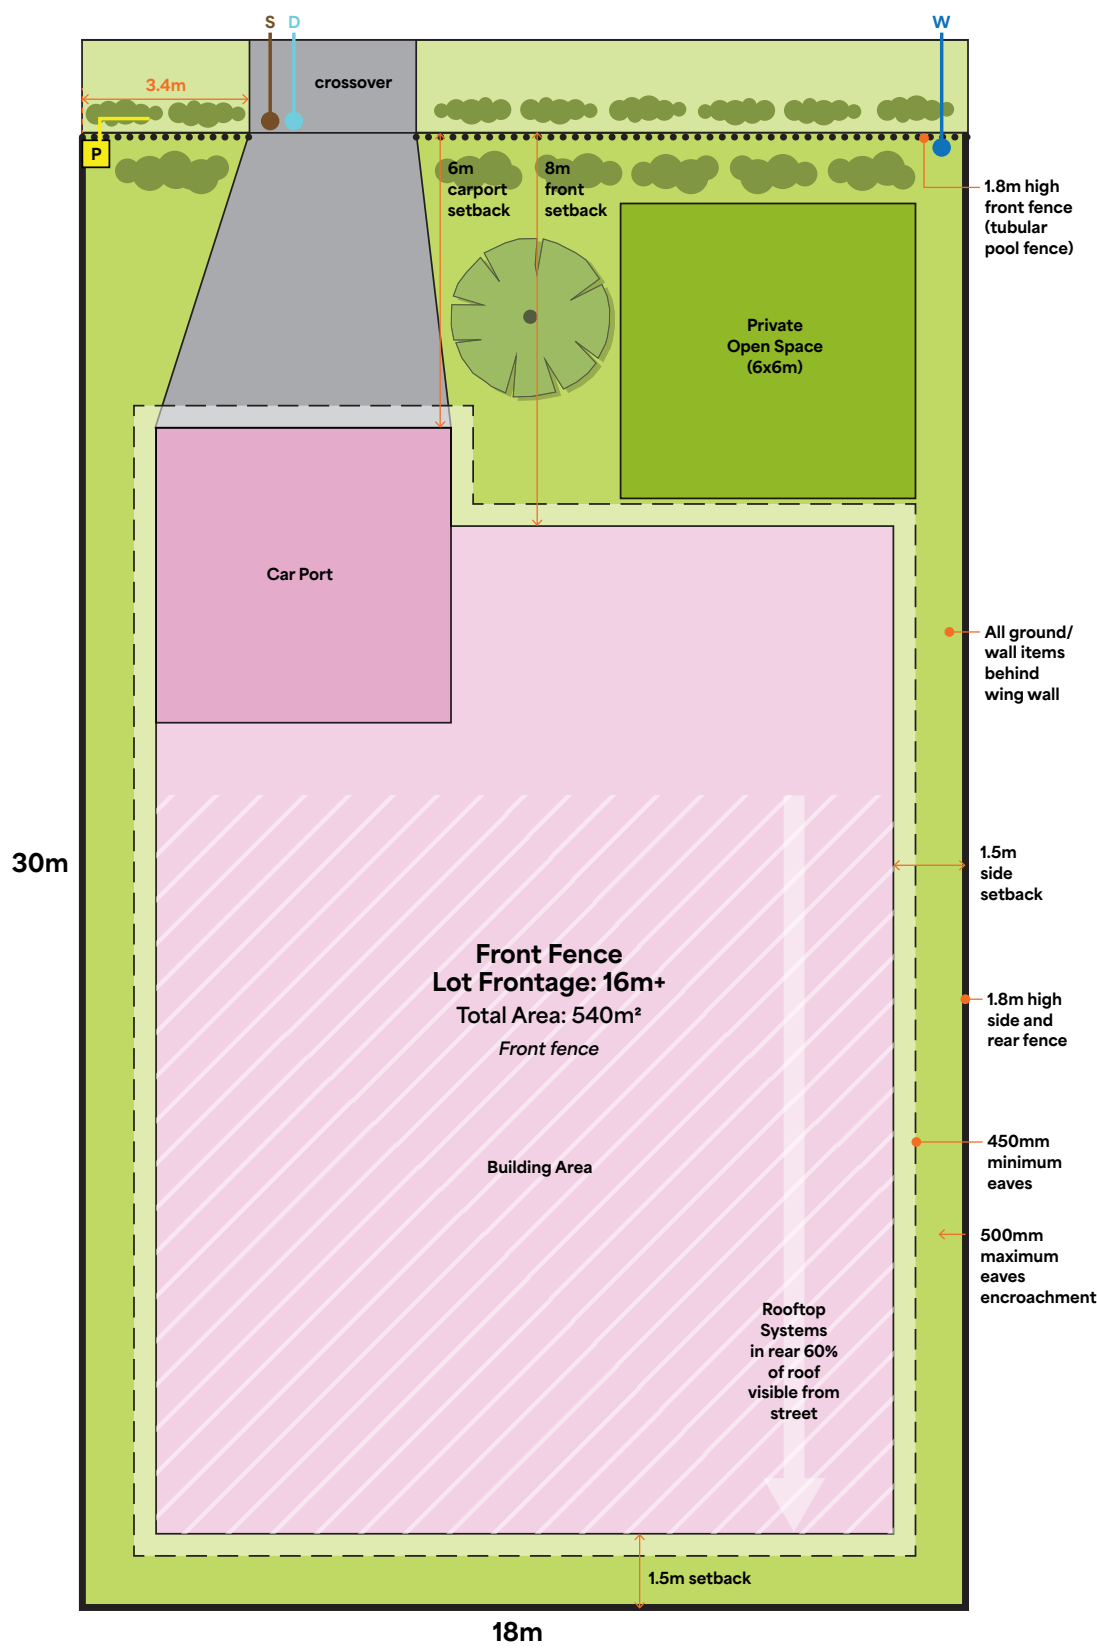 S D
W
crossover
3.4m
P
6m
carport
setback
8m
front
setback
1.8m high
front fence
(tubular
pool fence)
Private
Open Space
(6x6m)
Car Port
All ground/
wall items
behind
wing wall
30m
1.5m
side
setback
Front Fence
Lot Frontage: 16m+
Total Area: 540m²
Front fence
1.8m high
side and
rear fence
Building Area
450mm
minimum
eaves
500mm
maximum
eaves
encroachment
Rooftop
Systems
in rear 60%
of roof
visible from
street
1.5m setback
18m